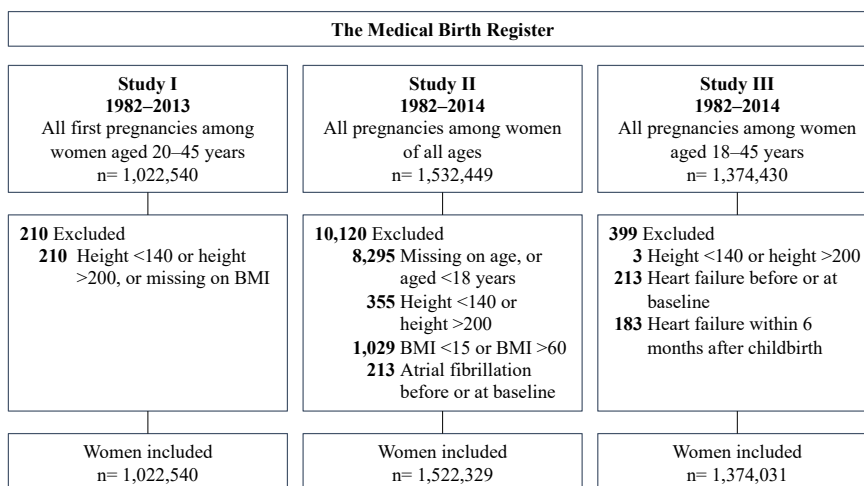 The Medical Birth Register
Study I
1982–2013
All first pregnancies among
women aged 20–45 years
n= 1,022,540
Study II
1982–2014
All pregnancies among women
of all ages
n= 1,532,449
Study III
1982–2014
All pregnancies among women
aged 18–45 years
n= 1,374,430
210 Excluded
210 Height <140 or height
>200, or missing on BMI
10,120 Excluded
8,295 Missing on age, or
aged <18 years
355 Height <140 or
height >200
1,029 BMI <15 or BMI >60
213 Atrial fibrillation
before or at baseline
399 Excluded
3 Height <140 or height >200
213 Heart failure before or at
baseline
183 Heart failure within 6
months after childbirth
Women included
n= 1,022,540
Women included
n= 1,522,329
Women included
n= 1,374,031